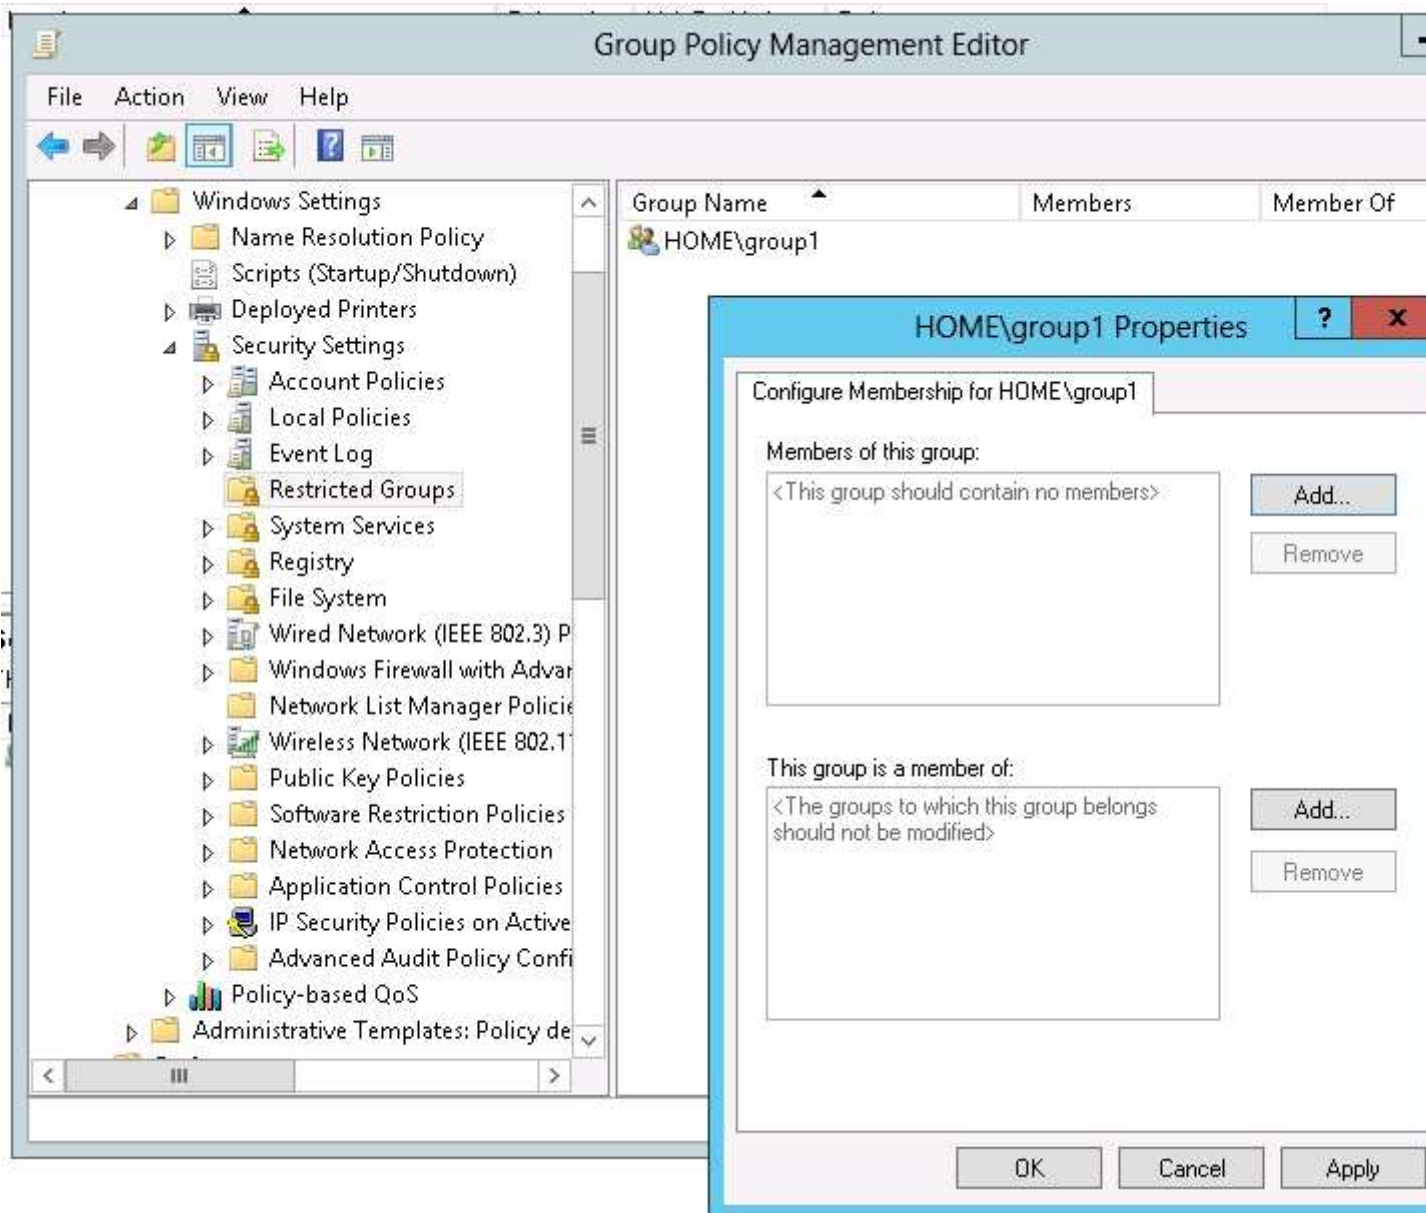 Group Policy Management Editor
File Action View Help
Windows Settings
Name Resolution Policy
Scripts (Startup/Shutdown)
Deployed Printers
Security Settings
Account Policies
Local Policies
Event Log
Restricted Groups
System Services
Registry
File System
Wired Network (IEEE 802.3) P
Windows Firewall with Advan
Network List Manager Policie
Wireless Network (IEEE 802.1
Public Key Policies
Software Restriction Policies
Network Access Protection
Application Control Policies
IP Security Policies on Active
Advanced Audit Policy Confi
Policy-based QoS
Administrative Templates: Policy de
Group Name Members Member Of
HOME\group1
HOME\group1 Properties ? x
Configure Membership for HOME\group1
Members of this group:
<This group should contain no members>
Add...
Remove
This group is a member of:
<The groups to which this group belongs
should not be modified>
Add...
Remove
OK Cancel Apply